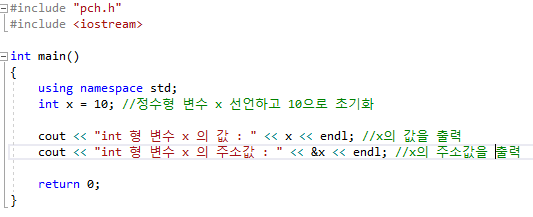 #include "pch.h"
#include <iostream>
int main()
{
using namespace std;
int x = 10; //정수형 변수 x 선언하고 10으로 초기화
cout << "int 형 변수 x 의 값 : " << x << endl; //x의 값을 출력
cout << "int 형 변수 x 의 주소값 : " << &x << endl; //x의 주소값을 출력
return 0;
}